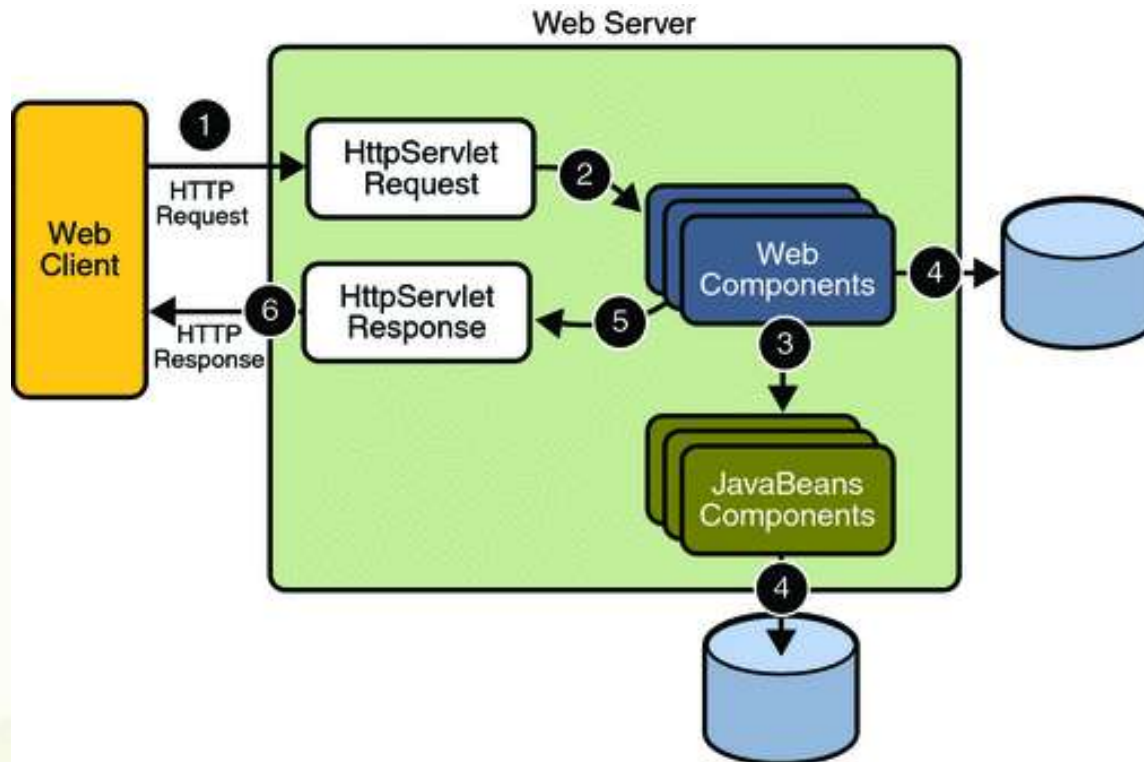 Web Server
1
HTTP
Request
HttpServlet
Request
2
Web
Client
Web
Components
4
HttpServlet
Response
5
6
HTTP
Response
3
JavaBeans
Components
4